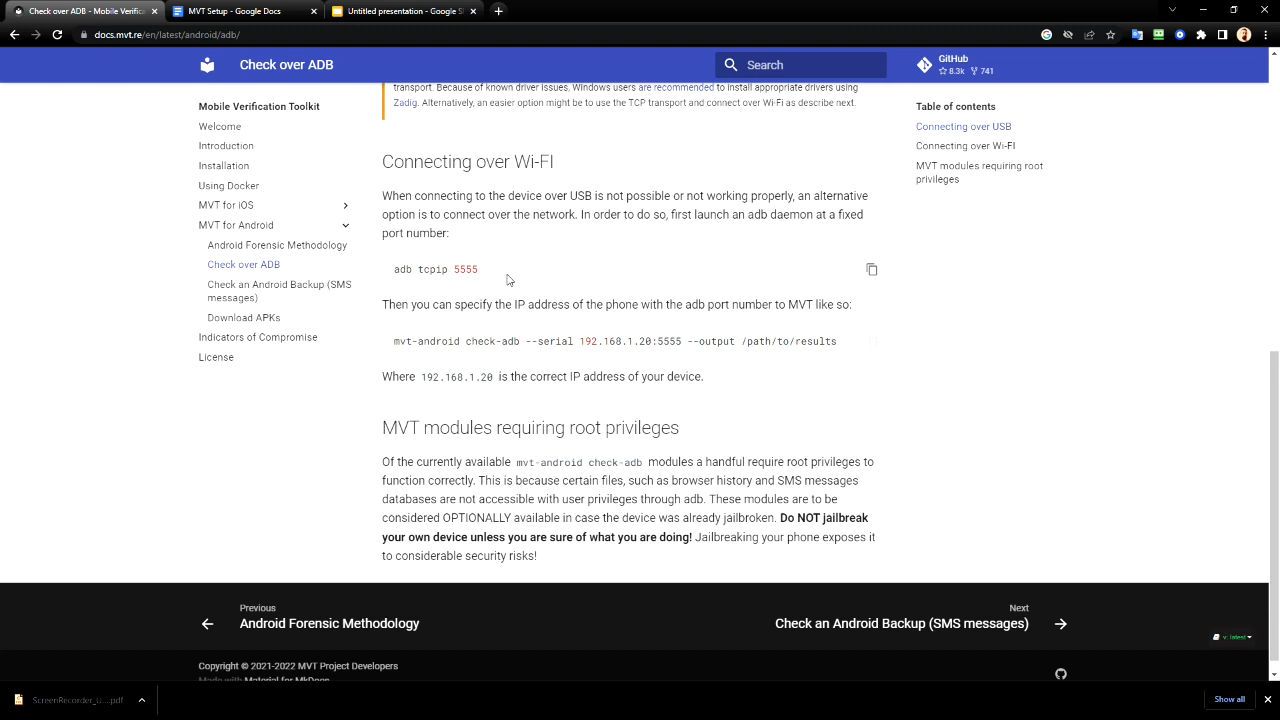 Check over ADB - Mobile Verifica
MVT Setup - Google Docs
Untitled presentation - Google Sl
docs.mvt.re/en/latest/android/adb/
Check over ADB
Search
GitHub
8.3k 741
Mobile Verification Toolkit
Welcome
Introduction
Installation
Using Docker
MVT for iOS
MVT for Android
Android Forensic Methodology
Check over ADB
Check an Android Backup (SMS
messages)
Download APKs
Indicators of Compromise
License
transport. Because of known driver issues, Windows users are recommended to install appropriate drivers using
Zadig. Alternatively, an easier option might be to use the TCP transport and connect over Wi-Fi as describe next.
Connecting over Wi-FI
When connecting to the device over USB is not possible or not working properly, an alternative
option is to connect over the network. In order to do so, first launch an adb daemon at a fixed
port number:
adb tcpip 5555
Then you can specify the IP address of the phone with the adb port number to MVT like so:
mvt-android check-adb --serial 192.168.1.20:5555 --output /path/to/results
Where 192.168.1.20 is the correct IP address of your device.
MVT modules requiring root privileges
Of the currently available mvt-android check-adb modules a handful require root privileges to
function correctly. This is because certain files, such as browser history and SMS messages
databases are not accessible with user privileges through adb. These modules are to be
considered OPTIONALLY available in case the device was already jailbroken. Do NOT jailbreak
your own device unless you are sure of what you are doing! Jailbreaking your phone exposes it
to considerable security risks!
Table of contents
Connecting over USB
Connecting over Wi-FI
MVT modules requiring root
privileges
Previous
Android Forensic Methodology
Next
Check an Android Backup (SMS messages)
v: latest
Copyright © 2021-2022 MVT Project Developers
Made with Material for MkDocs
ScreenRecorder_Li....pdf
Show all